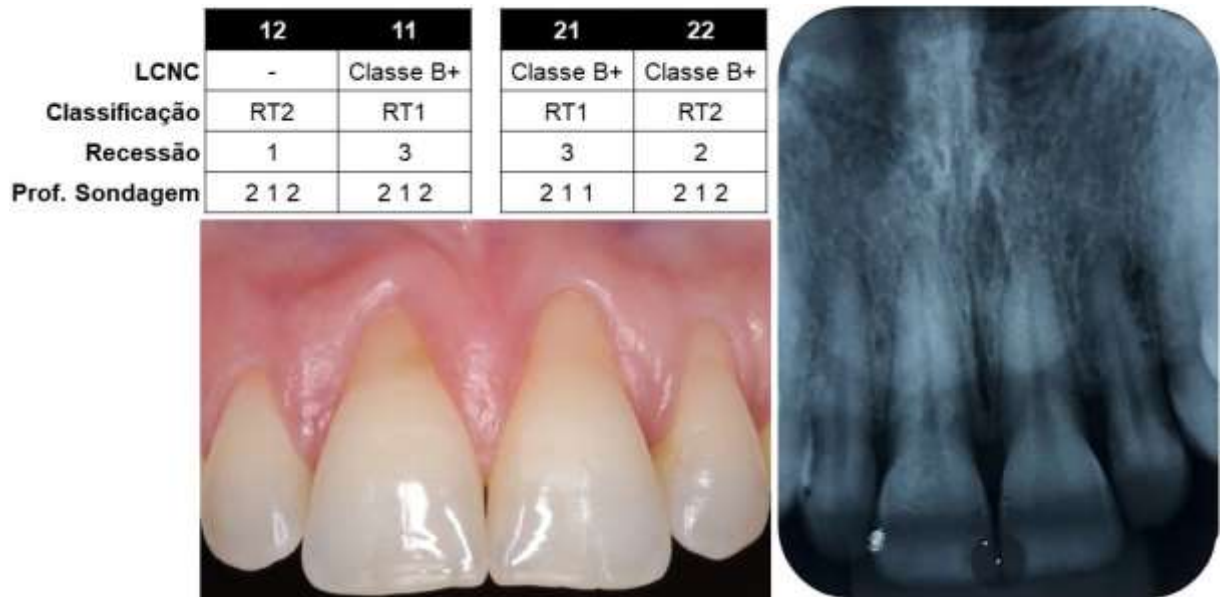 12 11 21 22
LCNC - Classe B+ Classe B+ Classe B+
Classificação RT2 RT1 RT1 RT2
Recessão 1 3 3 2
Prof. Sondagem 2 1 2 2 1 2 2 1 1 2 1 2